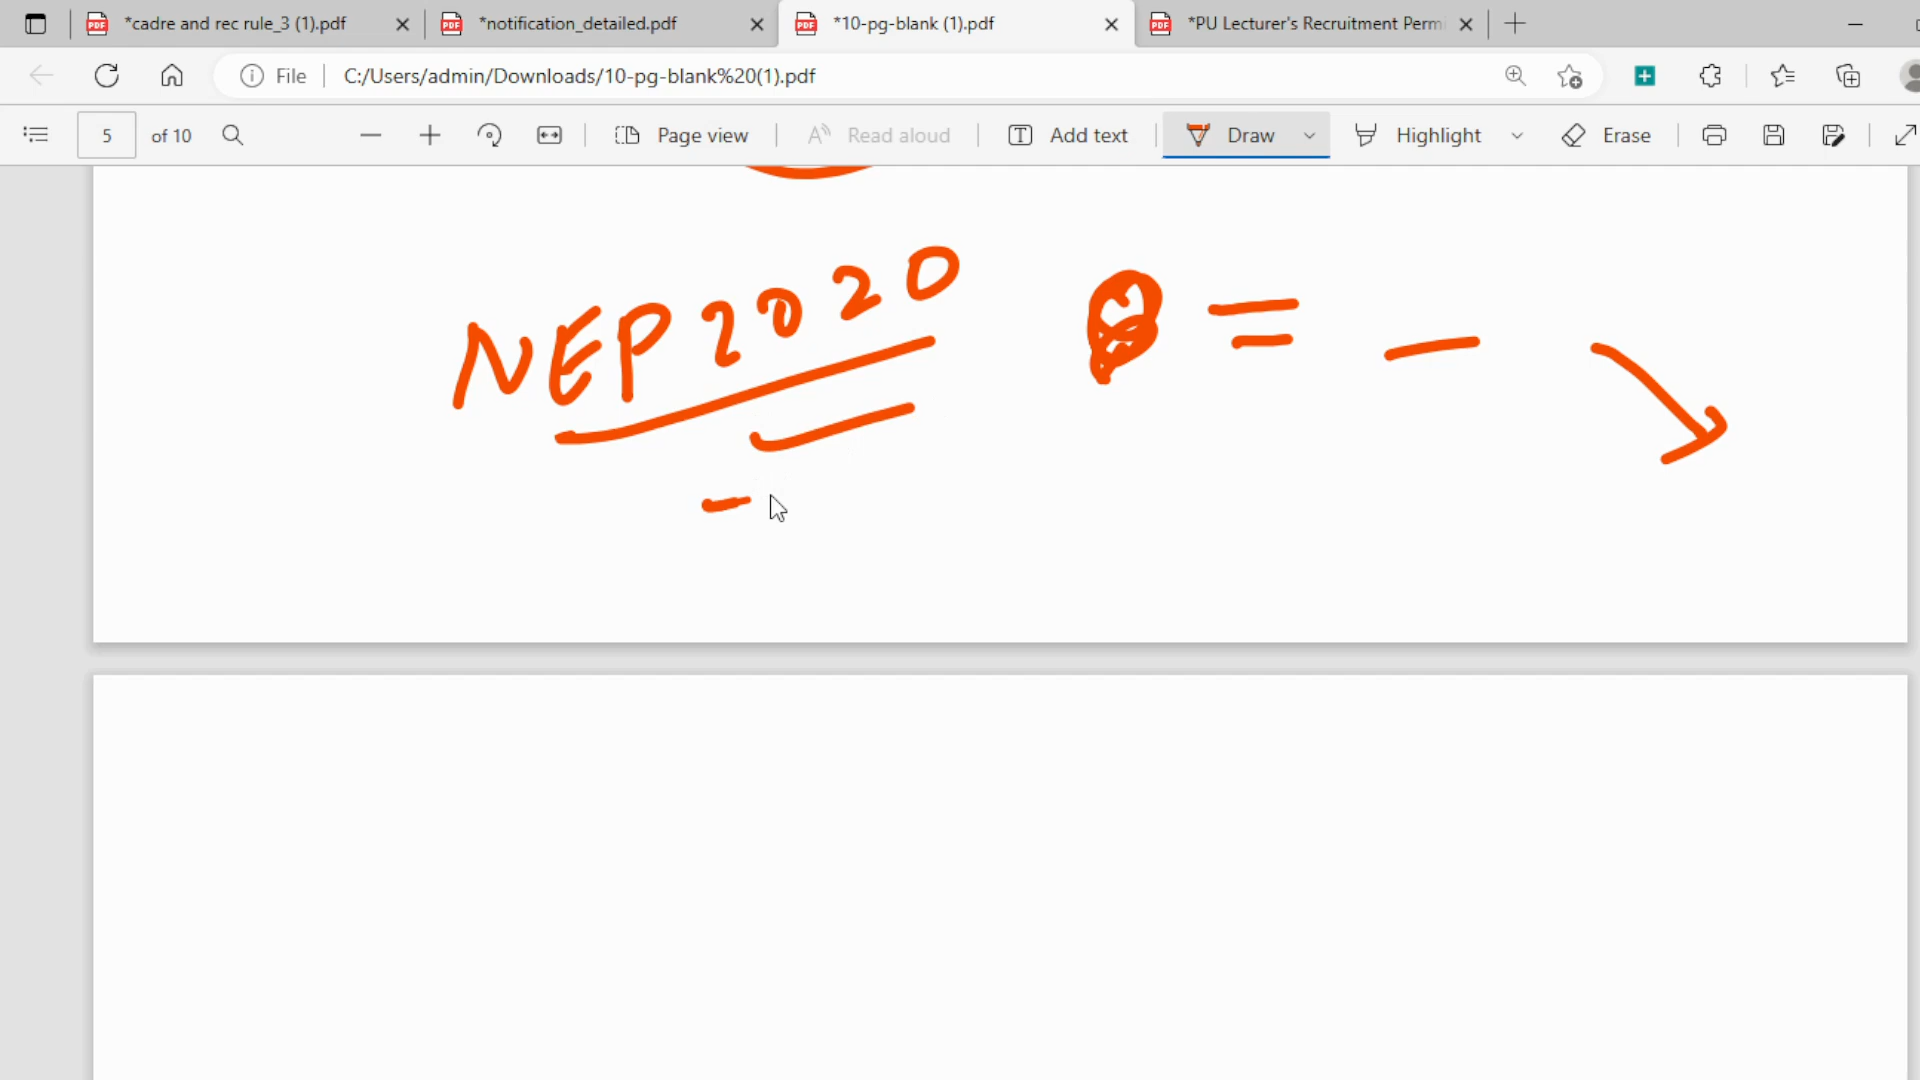 *cadre and rec rule_3 (1).pdf
*notification_detailed.pdf
*10-pg-blank (1).pdf
*PU Lecturer's Recruitment Permi
File
C:/Users/admin/Downloads/10-pg-blank%20(1).pdf
5 of 10
Page view
Read aloud
Add text
Draw
Highlight
Erase
NEP 2020